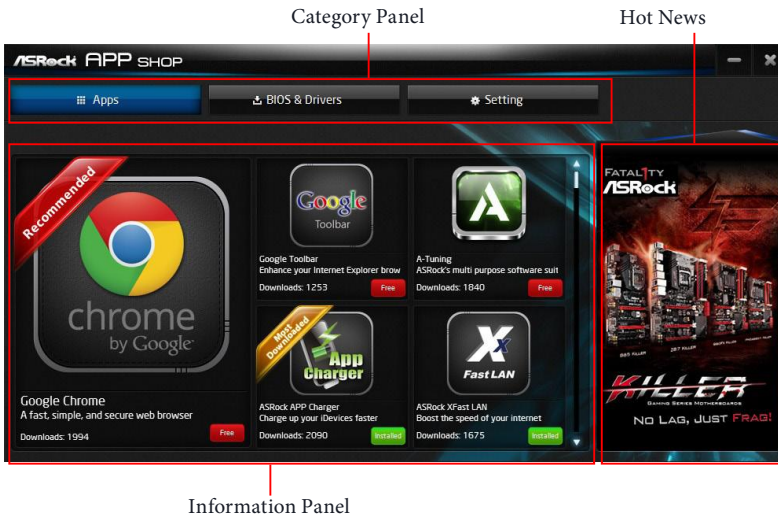 Category Panel
Hot News
ASRock APP SHOP
Apps
BIOS & Drivers
Setting
Recommended
chrome
by Google
Google Chrome
A fast, simple, and secure web browser
Downloads: 1994
Free
Google
Toolbar
Google Toolbar
Enhance your Internet Explorer brow
Downloads: 1253
Free
A-Tuning
ASRock's multi purpose software suit
Downloads: 1840
Free
Most
Downloaded
App
Charger
ASRock APP Charger
Charge up your iDevices faster
Downloads: 2090
Installed
Fast LAN
ASRock XFast LAN
Boost the speed of your internet
Downloads: 1675
Installed
FATAL1TY
ASRock
Z87 KILLER
KILLER
GAMING SERIES MOTHERBOARDS
NO LAG, JUST FRAG!
Information Panel